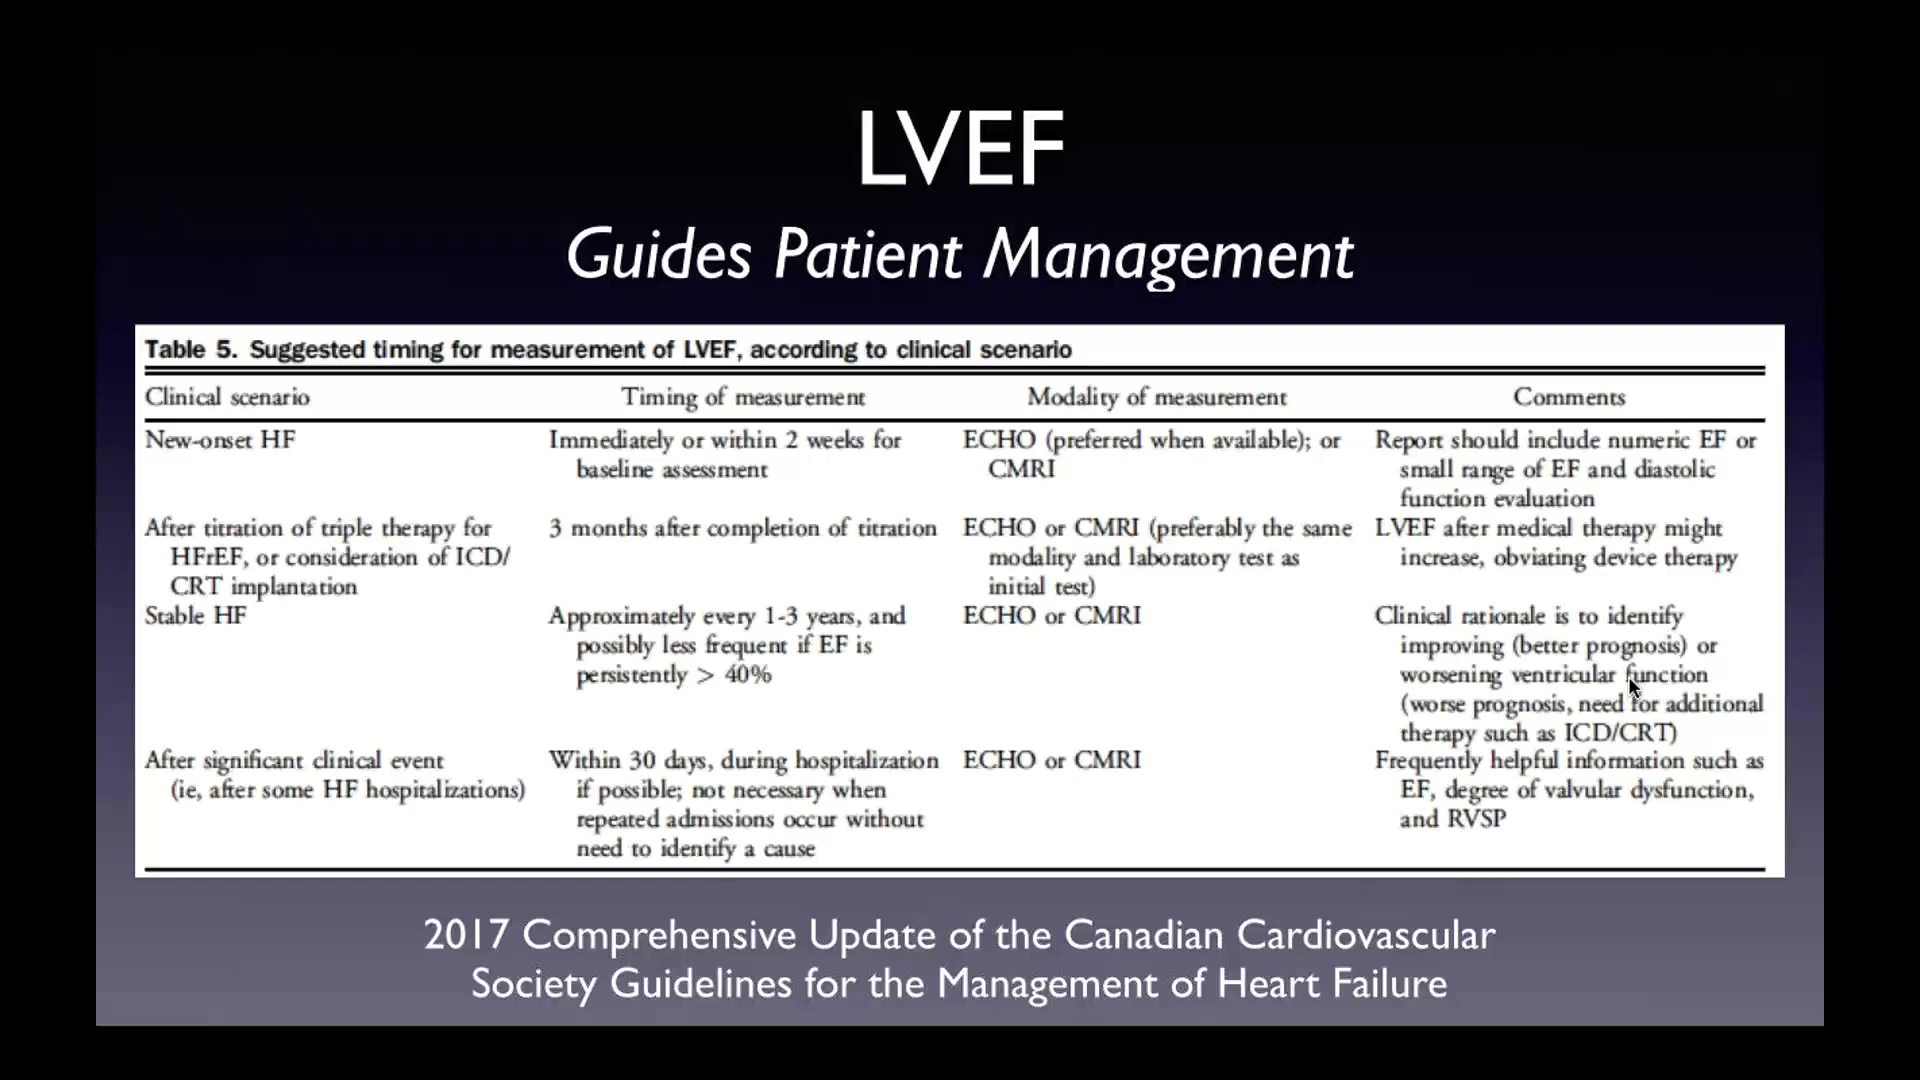 LVEF
Guides Patient Management
Table 5. Suggested timing for measurement of LVEF, according to clinical scenario
Clinical scenario Timing of measurement Modality of measurement Comments
New-onset HF Immediately or within 2 weeks for ECHO (preferred when available); or Report should include numeric EF or
baseline assessment CMRI small range of EF and diastolic
function evaluation
After titration of triple therapy for 3 months after completion of titration ECHO or CMRI (preferably the same LVEF after medical therapy might
HFrEF, or consideration of ICD/ modality and laboratory test as increase, obviating device therapy
CRT implantation initial test)
Stable HF Approximately every 1-3 years, and ECHO or CMRI Clinical rationale is to identify
possibly less frequent if EF is improving (better prognosis) or
persistently > 40% worsening ventricular function
(worse prognosis, need for additional
therapy such as ICD/CRT)
After significant clinical event Within 30 days, during hospitalization ECHO or CMRI Frequently helpful information such as
(ie, after some HF hospitalizations) if possible; not necessary when EF, degree of valvular dysfunction,
repeated admissions occur without and RVSP
need to identify a cause
2017 Comprehensive Update of the Canadian Cardiovascular
Society Guidelines for the Management of Heart Failure